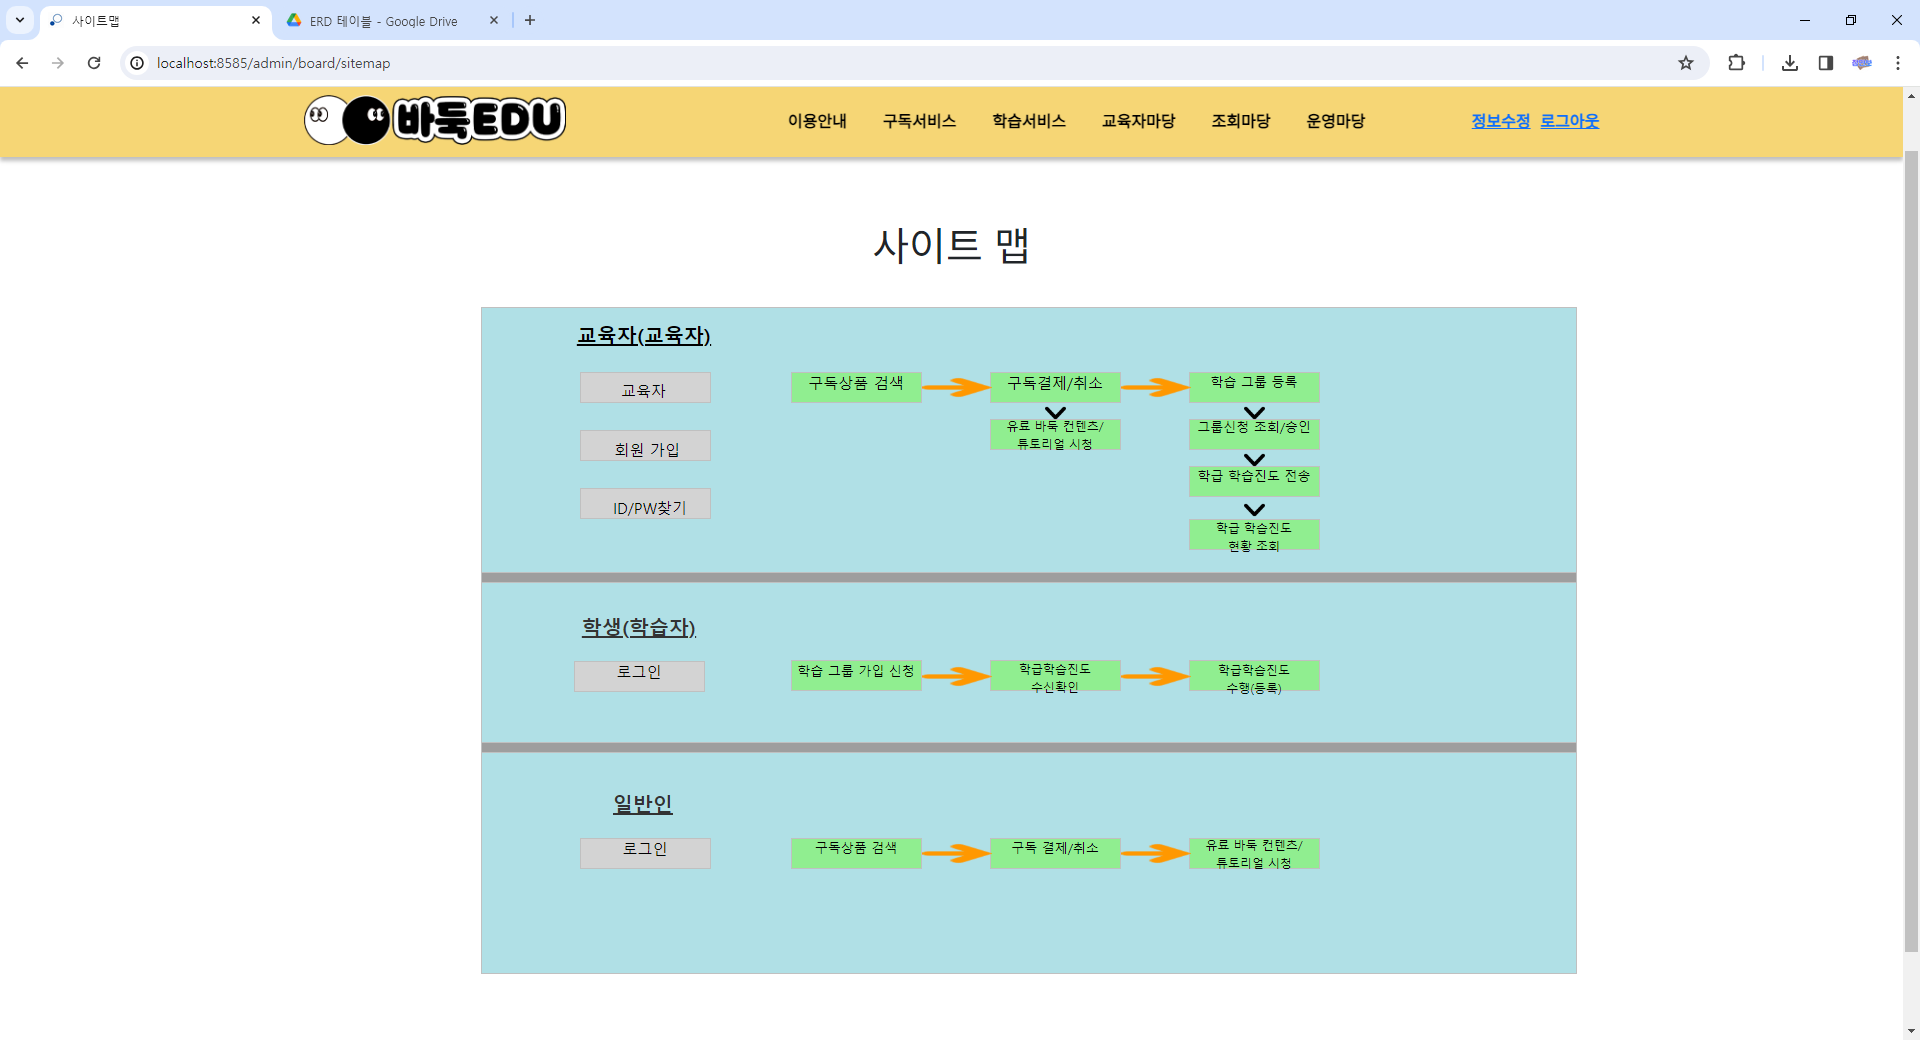 사이트맵
ERD 테이블 - Google Drive
localhost:8585/admin/board/sitemap
바둑EDU
이용안내 구독서비스 학습서비스 교육자마당 조회마당 운영마당 정보수정 로그아웃
사이트 맵
교육자(교육자)
교육자
회원 가입
ID/PW찾기
구독상품 검색
구독결제/취소
유료 바둑 컨텐츠/
튜토리얼 시청
학습 그룹 등록
그룹신청 조회/승인
학급 학습진도 전송
학급 학습진도
현황 조회
학생(학습자)
로그인
학습 그룹 가입 신청
학급학습진도
수신확인
학급학습진도
수행(등록)
일반인
로그인
구독상품 검색
구독 결제/취소
유료 바둑 컨텐츠/
튜토리얼 시청